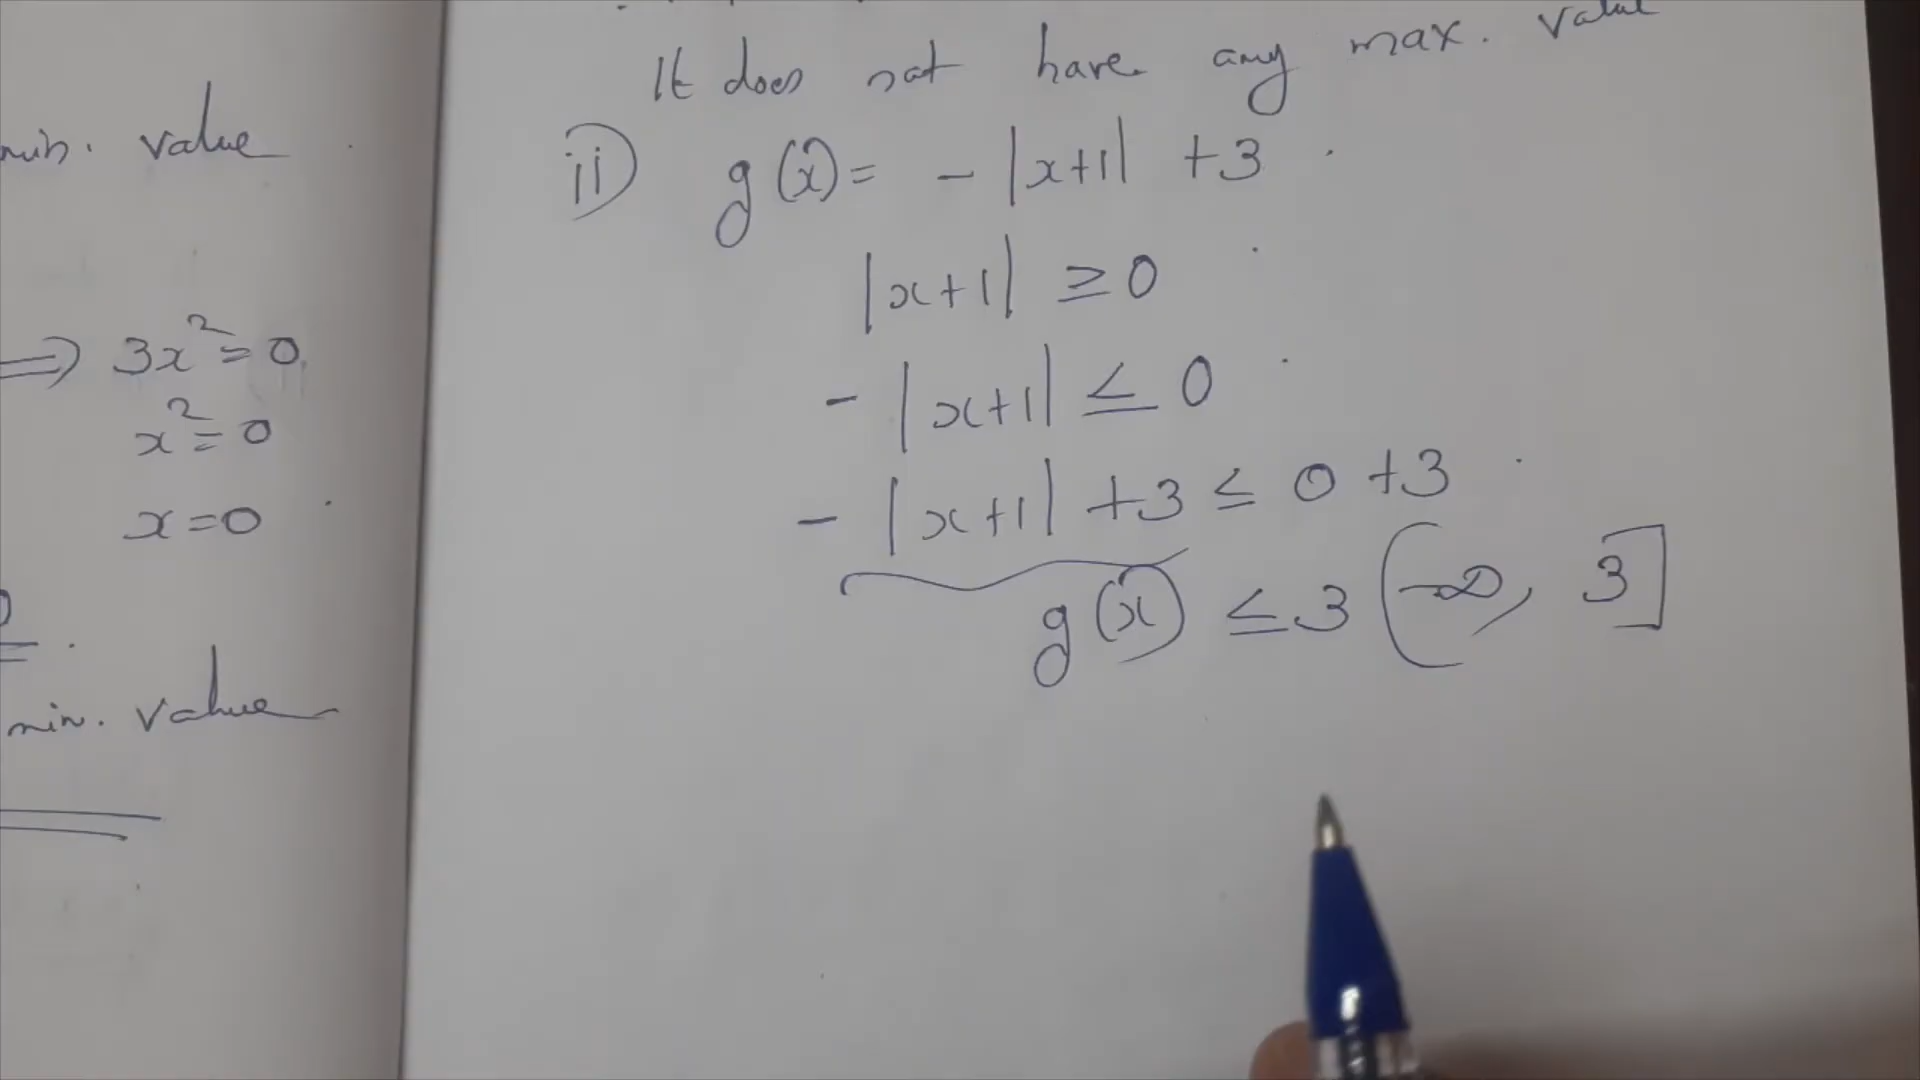 min. value
⟹ 3x²=0
x²=0
x=0
min. value
It does not have any max. value
ii) g(x)= - |x+1| +3
|x+1| ≥0
- |x+1| ≤ 0
- |x+1| +3 ≤ 0 +3
g(x) ≤3 (-∞, 3]